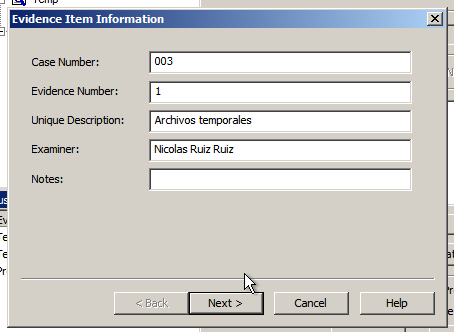 Temp
Evidence Item Information
Case Number: 003
Evidence Number: 1
Unique Description: Archivos temporales
Examiner: Nicolas Ruiz Ruiz
Notes:
< Back Next > Cancel Help